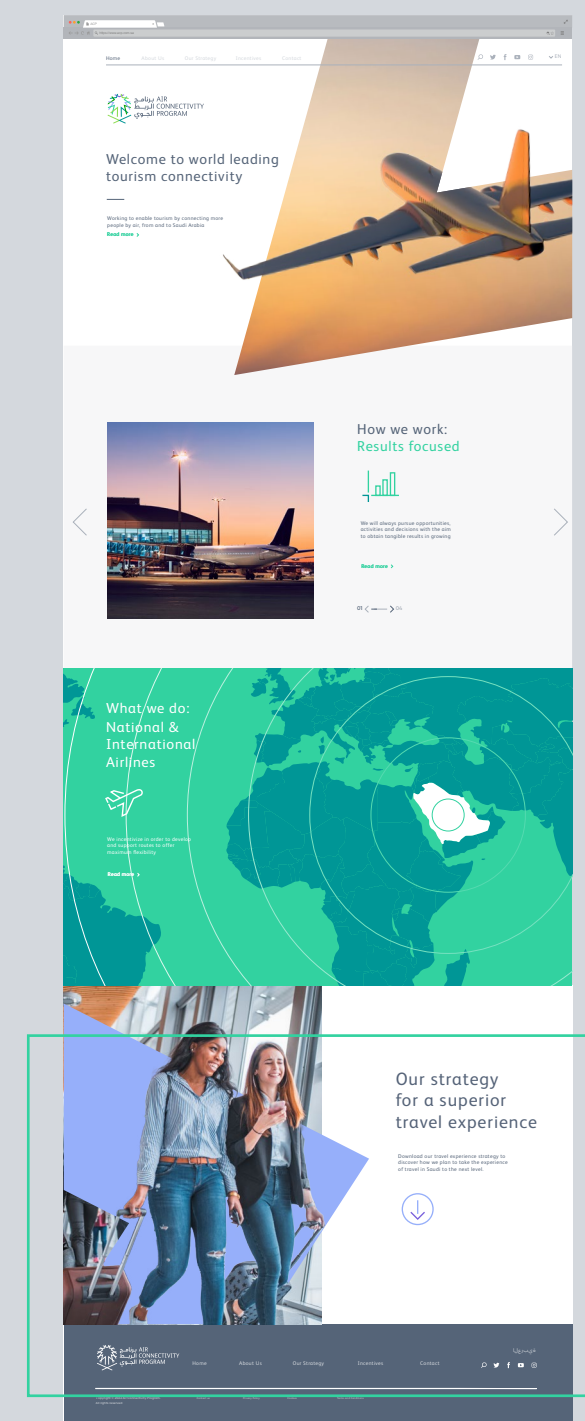 ACP
Home About Us Our Strategy Incentives Contact
EN
برنامج AIR
الربط CONNECTIVITY
الجوي PROGRAM
Welcome to world leading
tourism connectivity
Working to enable tourism by connecting more
people by air, from and to Saudi Arabia.
Read more
How we work:
Results focused
We will always pursue opportunities,
activities and decisions with the aim
to obtain tangible results in growing
Read more
01 04
What we do:
National &
International
Airlines
We incentivize in order to develop
and support routes to offer
maximum flexibility
Read more
Our strategy
for a superior
travel experience
Download our travel experience strategy to
discover how we plan to take the experience
of travel in Saudi to the next level.
برنامج AIR
الربط CONNECTIVITY
الجوي PROGRAM
Home About Us Our Strategy Incentives Contact
All rights reserved